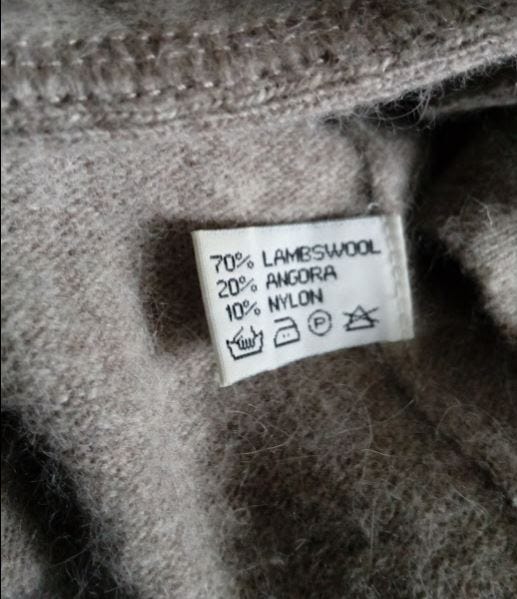 70% LAMBSWOOL
20% ANGORA
10% NYLON
P